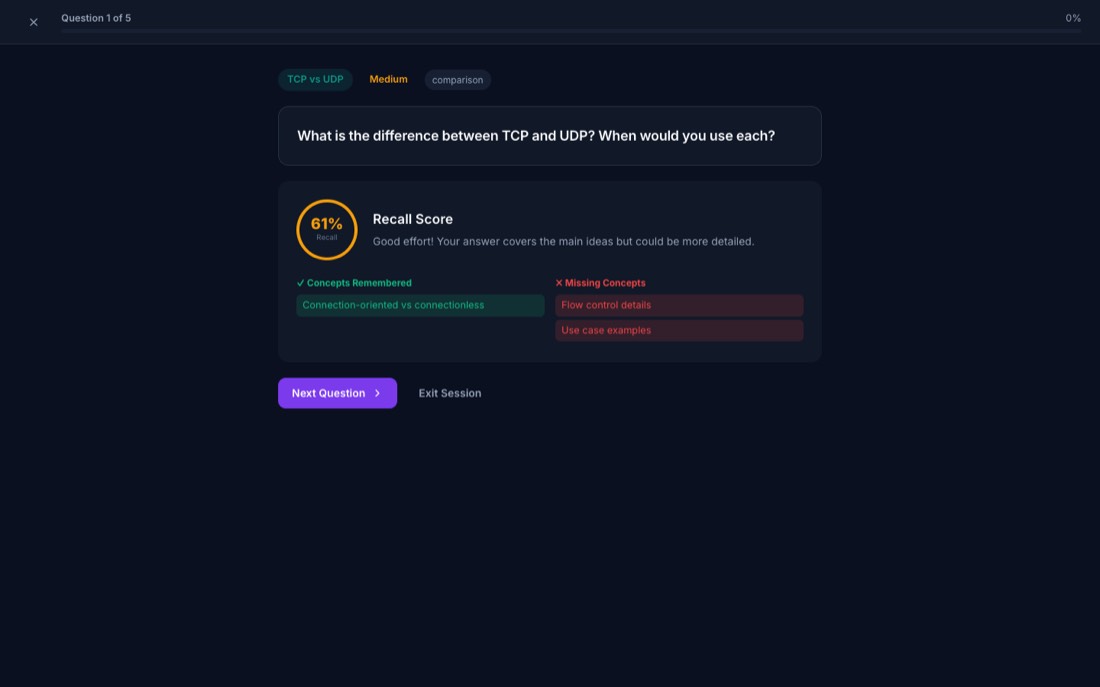 Question 1 of 5
0%
TCP vs UDP
Medium
comparison
What is the difference between TCP and UDP? When would you use each?
61%
Recall
Recall Score
Good effort! Your answer covers the main ideas but could be more detailed.
✓ Concepts Remembered
Connection-oriented vs connectionless
✕ Missing Concepts
Flow control details
Use case examples
Next Question
Exit Session